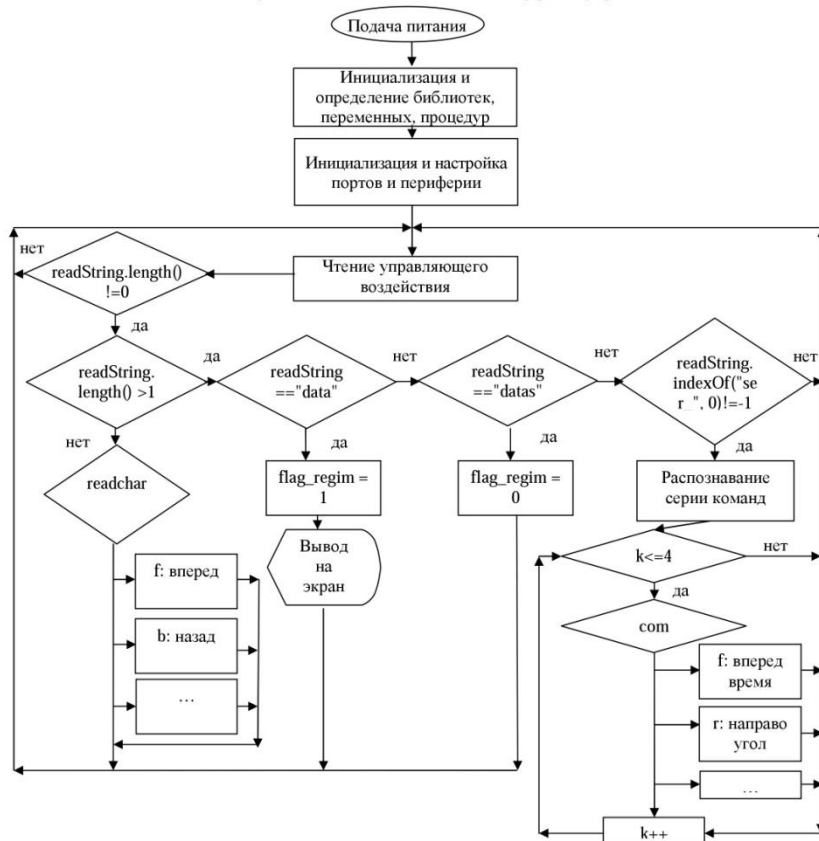 Подача питания
Инициализация и
определение библиотек,
переменных, процедур
Инициализация и настройка
портов и периферии
нет
readString.length()
!=0
Чтение управляющего
воздействия
да
readString.
length() >1
да
readString
=="data"
нет
readString
=="datas"
нет
readString.
indexOf("se
r_", 0)!=-1
нет
нет
да
да
да
readchar
flag_regim =
1
flag_regim =
0
Распознавание
серии команд
Вывод
на
экран
k<=4
нет
да
f: вперед
b: назад
…
com
f: вперед
время
r: направо
угол
…
k++